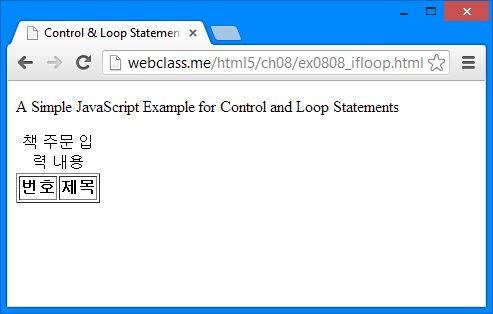 Control & Loop Statemen
webclass.me/html5/ch08/ex0808_ifloop.html
A Simple JavaScript Example for Control and Loop Statements
책 주문 입
력 내용
번호 제목